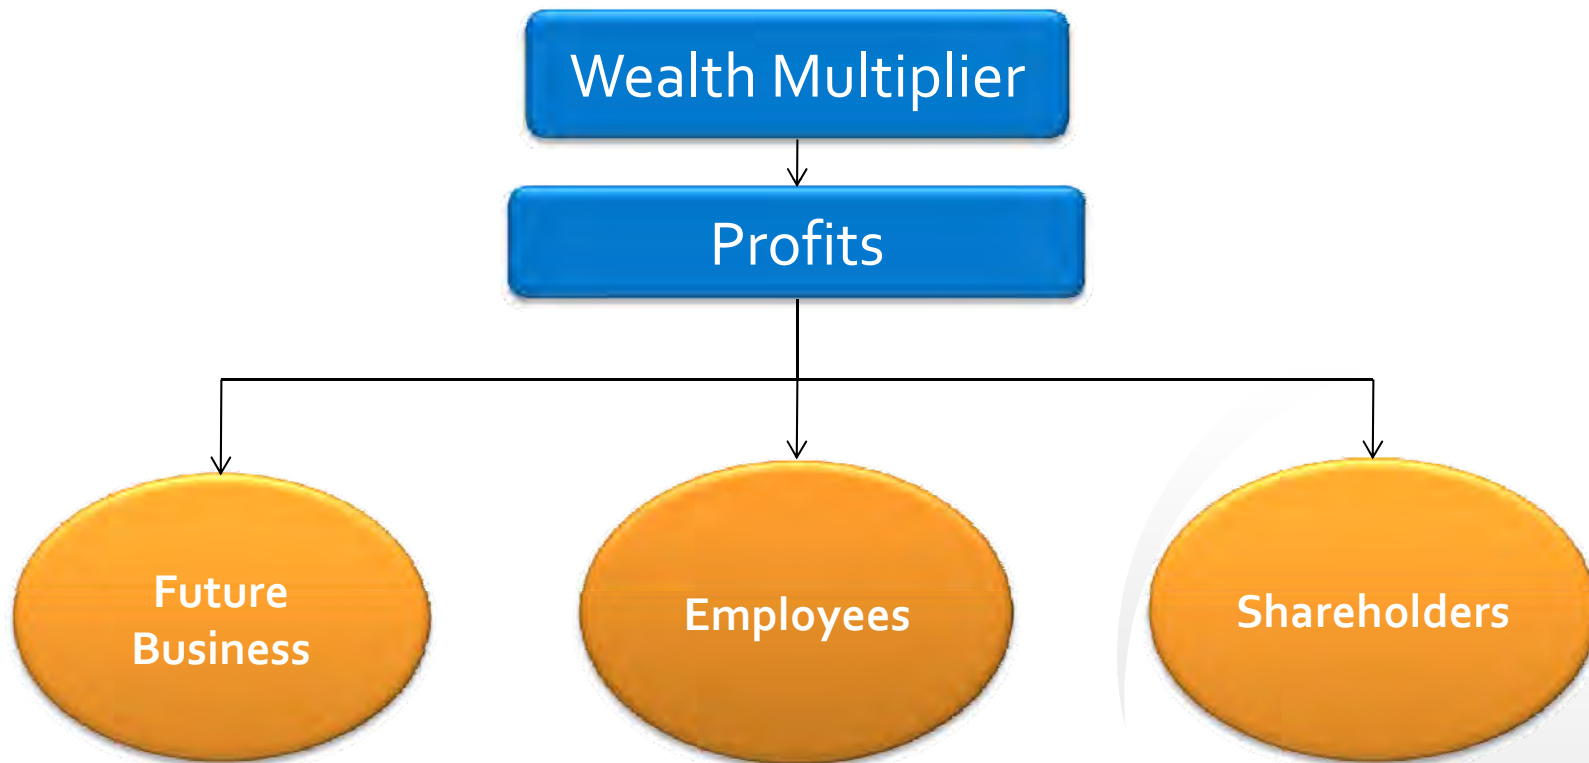 Wealth Multiplier
Profits
Future
Business
Employees
Shareholders